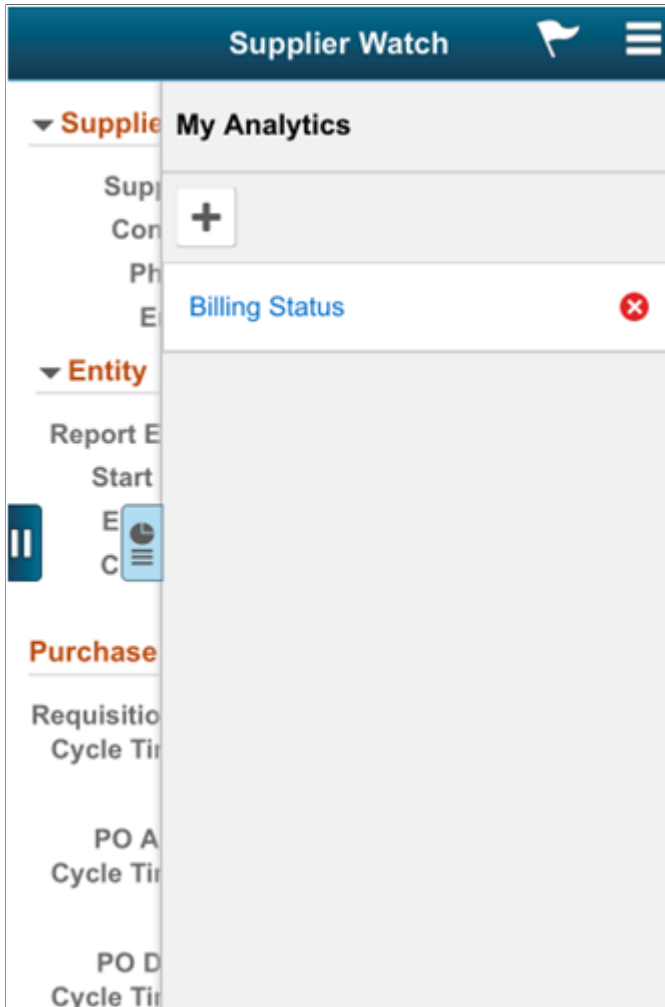 Supplier Watch
My Analytics
Billing Status
Supplie
Sup
Con
Ph
E
Entity
Report E
Start
E
C
Purchase
Requisitio
Cycle Ti
PO A
Cycle Ti
PO D
Cycle Ti